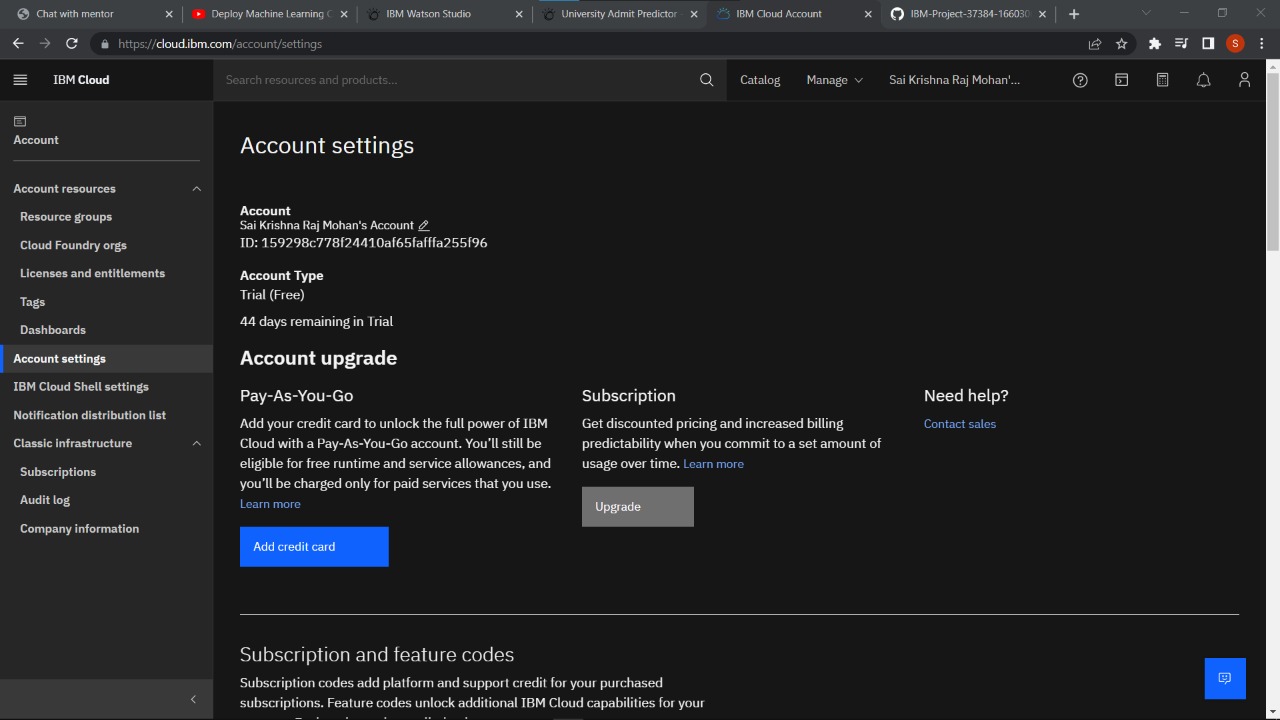 Chat with mentor
Deploy Machine Learning
IBM Watson Studio
University Admit Predictor
IBM Cloud Account
IBM-Project-37384-166030
https://cloud.ibm.com/account/settings
S
IBM Cloud
Search resources and products...
Catalog
Manage
Sai Krishna Raj Mohan'...
Account
Account resources
Resource groups
Cloud Foundry orgs
Licenses and entitlements
Tags
Dashboards
Account settings
IBM Cloud Shell settings
Notification distribution list
Classic infrastructure
Subscriptions
Audit log
Company information
Account settings
Account
Sai Krishna Raj Mohan's Account
ID: 159298c778f24410af65fafffa255f96
Account Type
Trial (Free)
44 days remaining in Trial
Account upgrade
Pay-As-You-Go
Add your credit card to unlock the full power of IBM
Cloud with a Pay-As-You-Go account. You’ll still be
eligible for free runtime and service allowances, and
you’ll be charged only for paid services that you use.
Learn more
Add credit card
Subscription
Get discounted pricing and increased billing
predictability when you commit to a set amount of
usage over time. Learn more
Upgrade
Need help?
Contact sales
Subscription and feature codes
Subscription codes add platform and support credit for your purchased
subscriptions. Feature codes unlock additional IBM Cloud capabilities for your